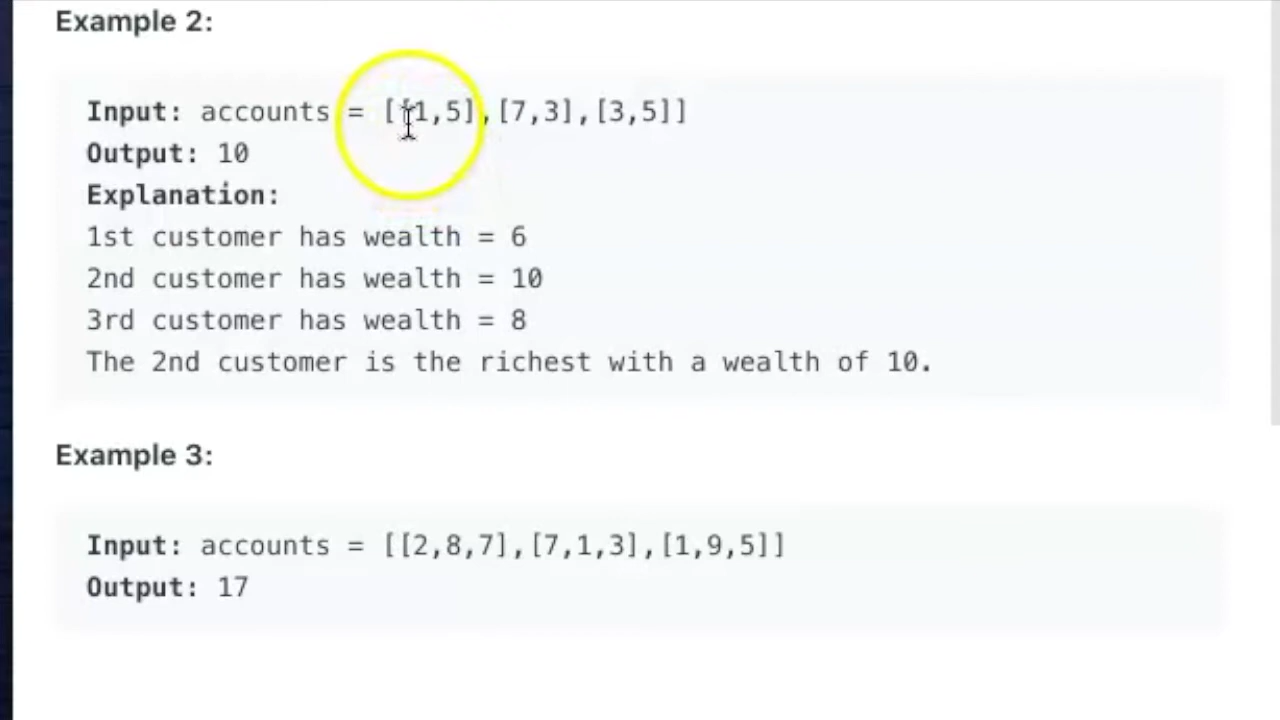 Example 2:
Input: accounts = [[1,5],[7,3],[3,5]]
Output: 10
Explanation:
1st customer has wealth = 6
2nd customer has wealth = 10
3rd customer has wealth = 8
The 2nd customer is the richest with a wealth of 10.
Example 3:
Input: accounts = [[2,8,7],[7,1,3],[1,9,5]]
Output: 17